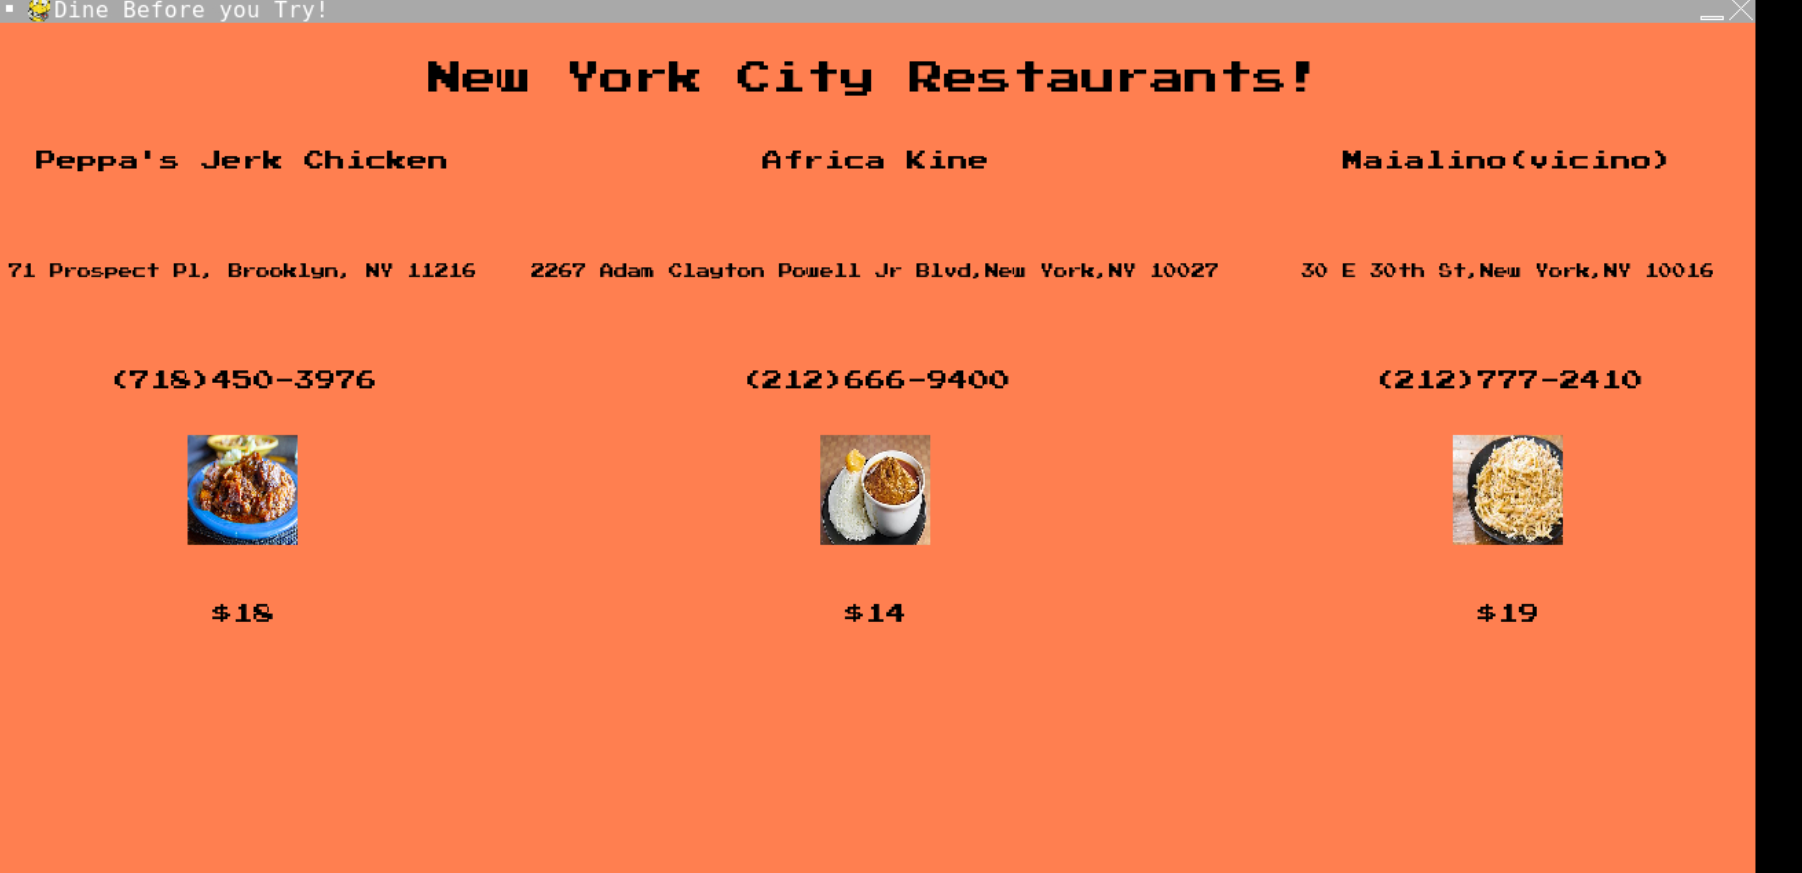 Dine Before you Try!
New York City Restaurants!
Peppa's Jerk Chicken
Africa Kine
Maialino(vicino)
71 Prospect Pl, Brooklyn, NY 11216
2267 Adam Clayton Powell Jr Blvd,New York,NY 10027
30 E 30th St,New York,NY 10016
(718)450-3976
(212)666-9400
(212)777-2410
$18
$14
$19